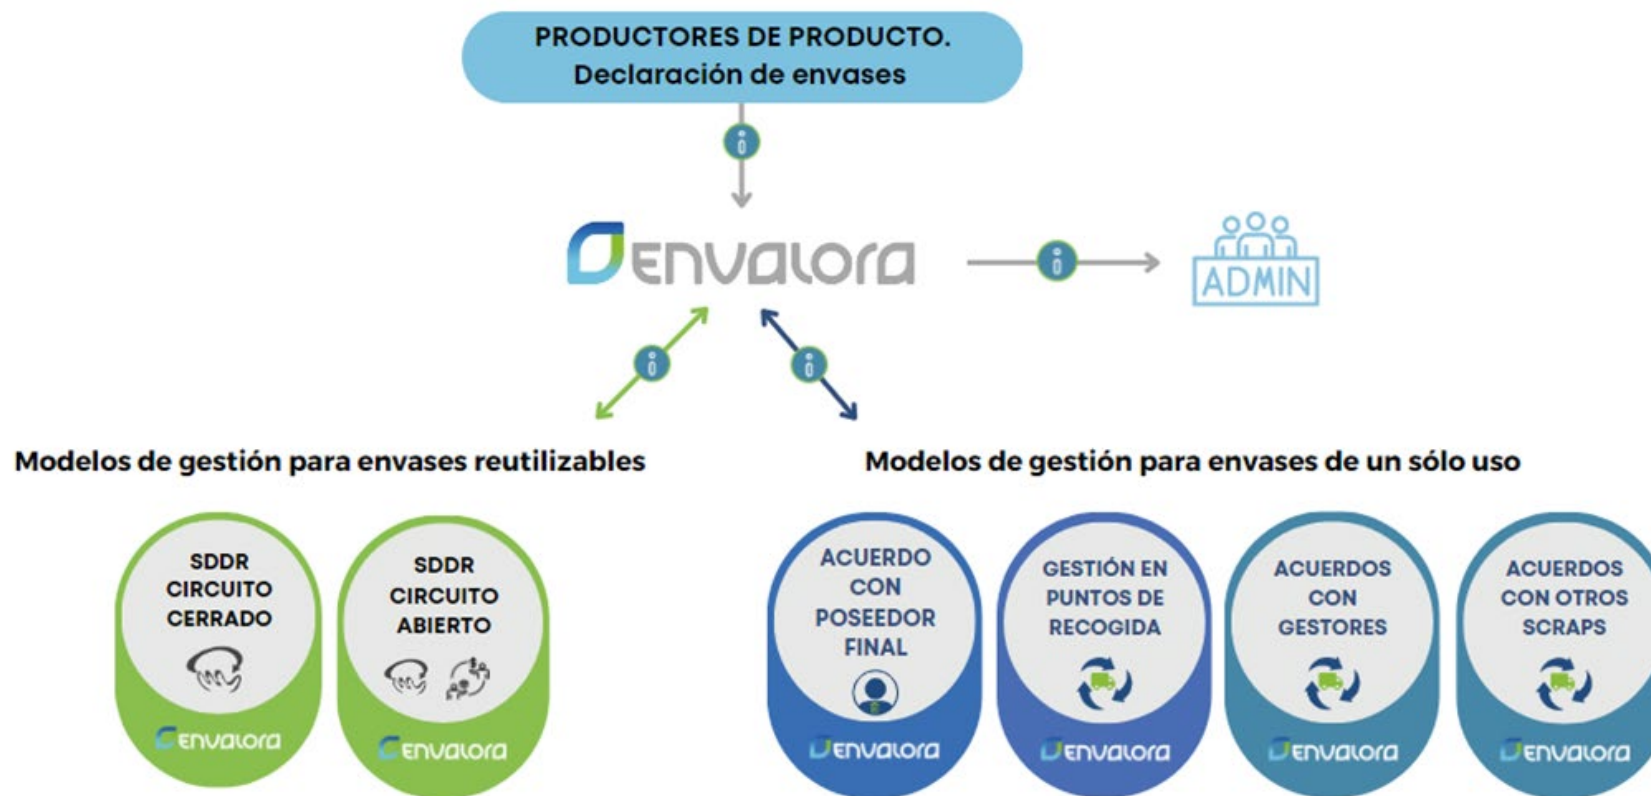 PRODUCTORES DE PRODUCTO.
Declaración de envases
envalora
ADMIN
Modelos de gestión para envases reutilizables
Modelos de gestión para envases de un sólo uso
SDDR
CIRCUITO
CERRADO
envalora
SDDR
CIRCUITO
ABIERTO
envalora
ACUERDO
CON
POSEEDOR
FINAL
envalora
GESTIÓN EN
PUNTOS DE
RECOGIDA
envalora
ACUERDOS
CON
GESTORES
envalora
ACUERDOS
CON OTROS
SCRAPS
envalora